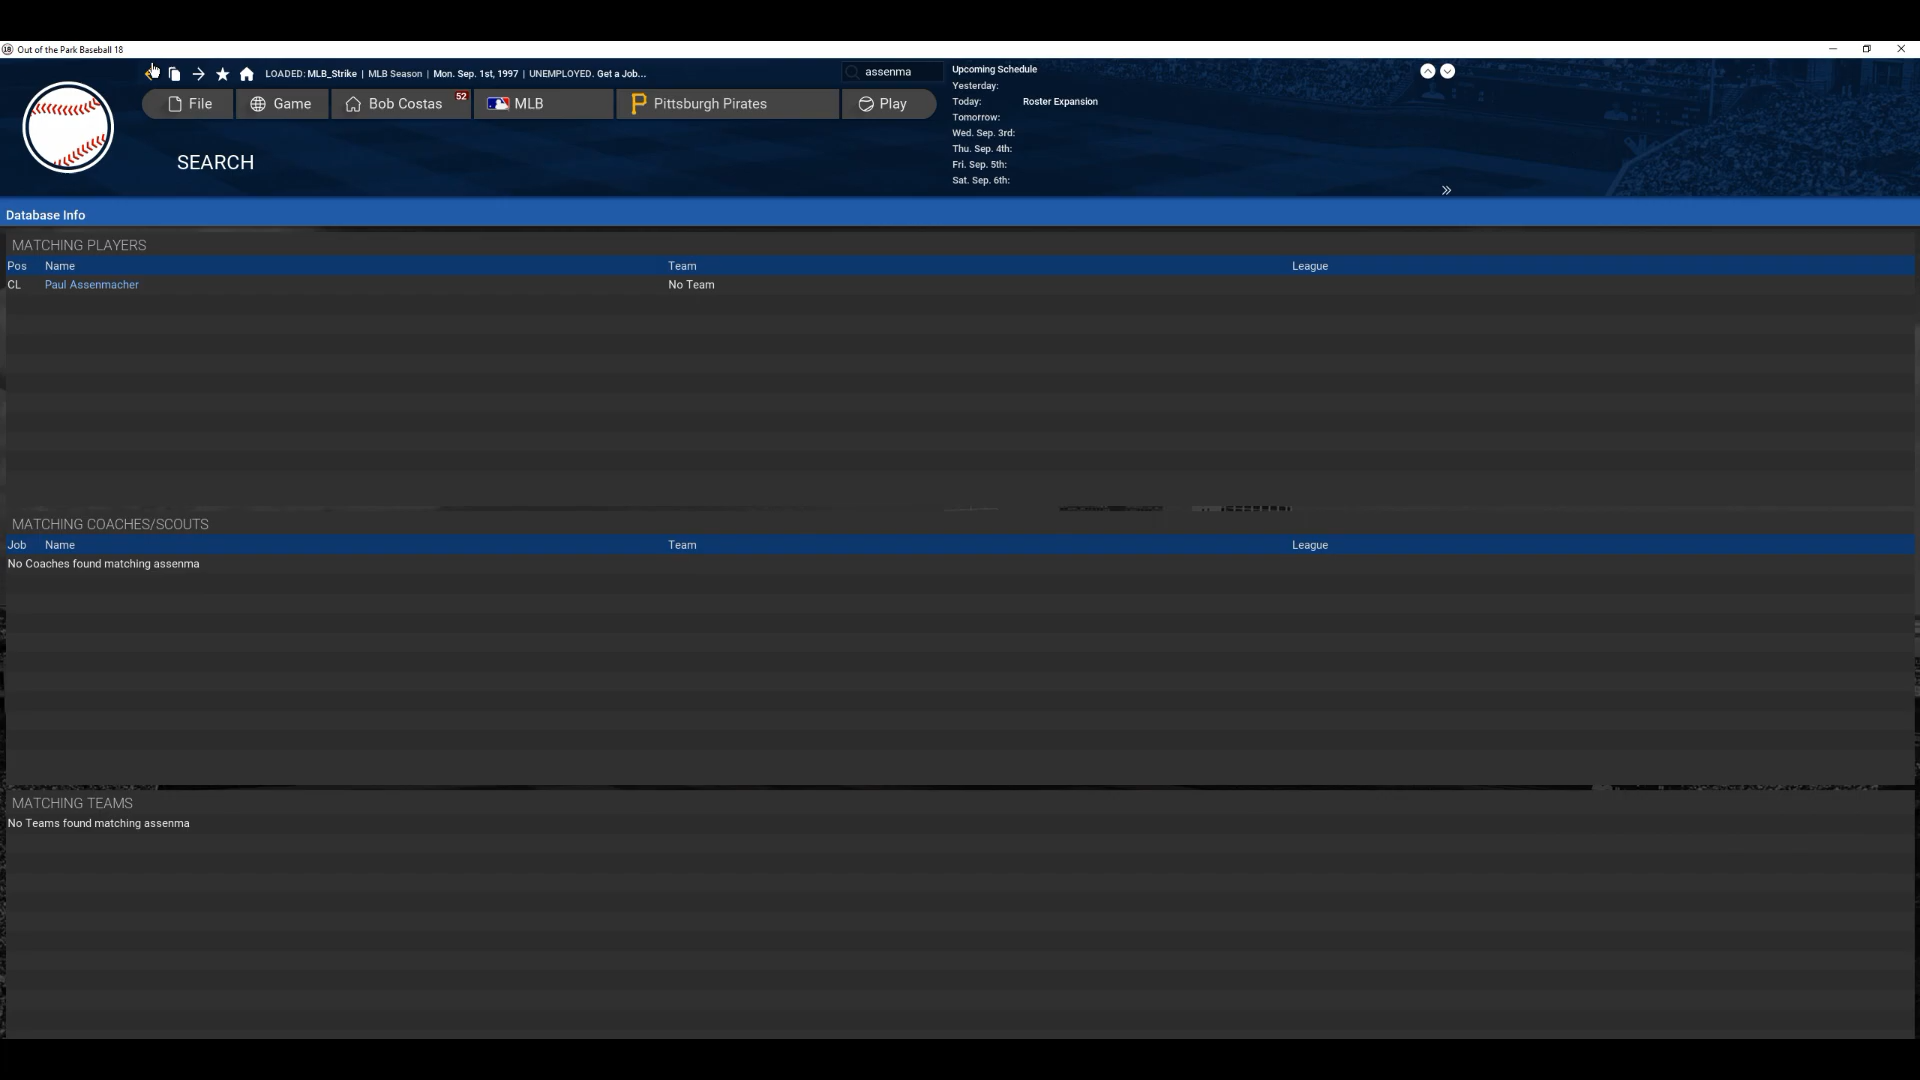 Out of the Park Baseball 18
LOADED: MLB_Strike | MLB Season | Mon. Sep. 1st, 1997 | UNEMPLOYED. Get a Job...
assenma
File
Game
Bob Costas
52
MLB
Pittsburgh Pirates
Play
Upcoming Schedule
Yesterday:
Today: Roster Expansion
Tomorrow:
Wed. Sep. 3rd:
Thu. Sep. 4th:
Fri. Sep. 5th:
Sat. Sep. 6th:
SEARCH
Database Info
MATCHING PLAYERS
Pos Name Team League
CL Paul Assenmacher No Team
MATCHING COACHES/SCOUTS
Job Name Team League
No Coaches found matching assenma
MATCHING TEAMS
No Teams found matching assenma